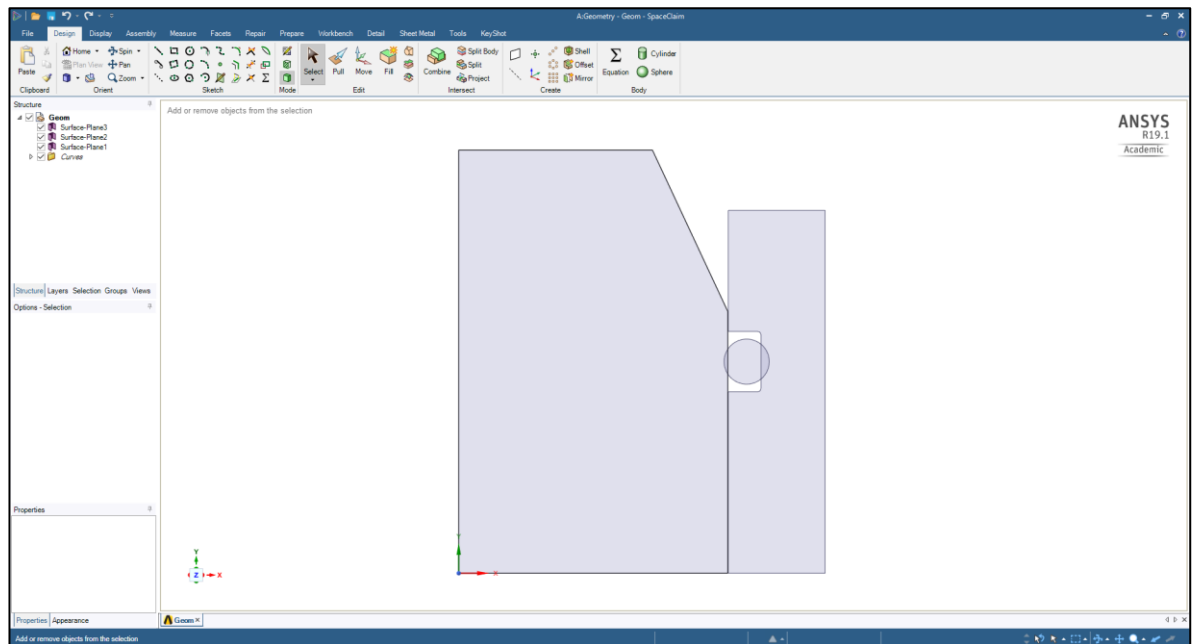 A:Geometry - Geom - SpaceClaim
File Design Display Assembly Measure Facets Repair Prepare Workbench Detail Sheet Metal Tools KeyShot
Paste
Home Spin
Plan View Pan
Zoom
Select Pull Move Fill
Combine
Split Body
Split
Project
Shell
Offset
Mirror
Equation
Cylinder
Sphere
Clipboard Orient Sketch Mode Edit Intersect Create Body
Structure
Geom
Surface-Plane3
Surface-Plane2
Surface-Plane1
Curves
Structure Layers Selection Groups Views
Options - Selection
Properties
Properties Appearance
Add or remove objects from the selection
ANSYS
R19.1
Academic
Y
X
Y
Z X
Geom
Add or remove objects from the selection